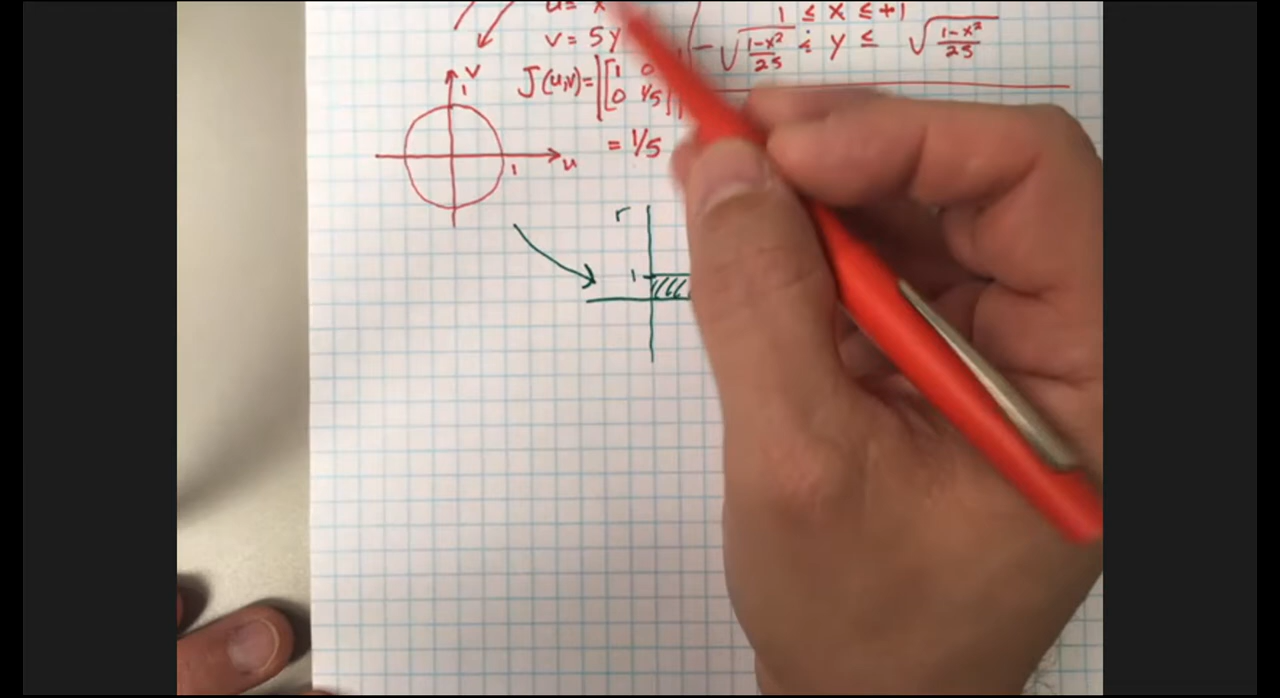 u = x
v = 5y
J(u,v) = |[1 0
0 1/5]|
= 1/5
1 ≤ x ≤ +1
-√(1-x²/25) ≤ y ≤ √(1-x²/25)
v
1
1
u
r
1